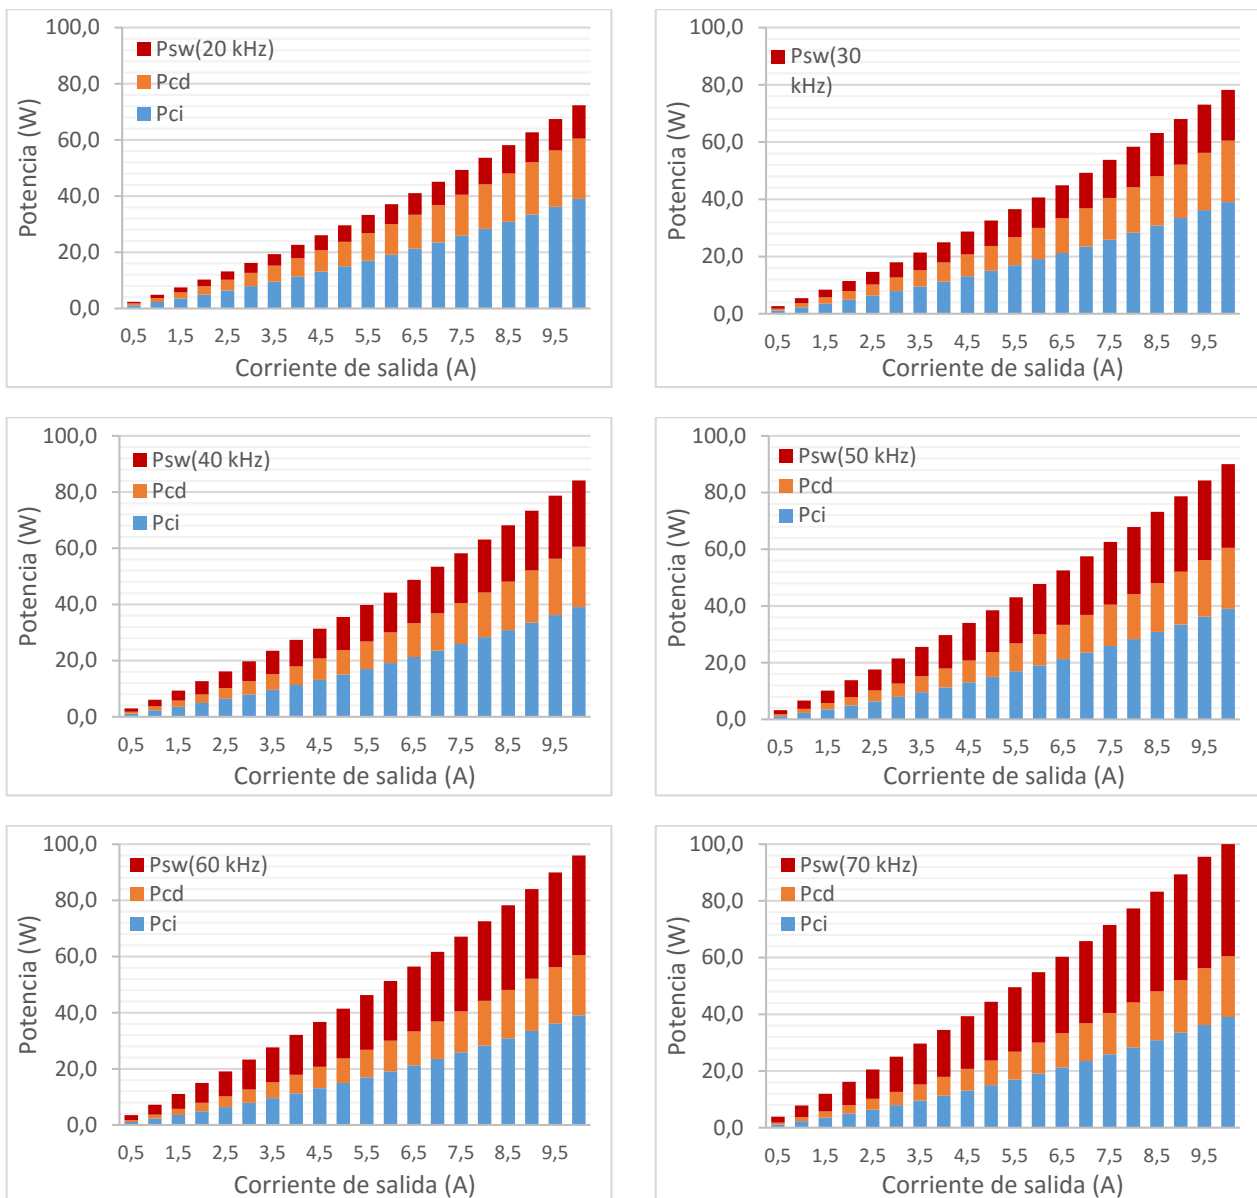 100,0
80,0
60,0
40,0
20,0
0,0
Potencia (W)
Psw(20 kHz)
Pcd
Pci
0,5 1,5 2,5 3,5 4,5 5,5 6,5 7,5 8,5 9,5
Corriente de salida (A)
100,0
80,0
60,0
40,0
20,0
0,0
Potencia (W)
Psw(30
kHz)
0,5 1,5 2,5 3,5 4,5 5,5 6,5 7,5 8,5 9,5
Corriente de salida (A)
100,0
80,0
60,0
40,0
20,0
0,0
Potencia (W)
Psw(40 kHz)
Pcd
Pci
0,5 1,5 2,5 3,5 4,5 5,5 6,5 7,5 8,5 9,5
Corriente de salida (A)
100,0
80,0
60,0
40,0
20,0
0,0
Potencia (W)
Psw(50 kHz)
Pcd
Pci
0,5 1,5 2,5 3,5 4,5 5,5 6,5 7,5 8,5 9,5
Corriente de salida (A)
100,0
80,0
60,0
40,0
20,0
0,0
Potencia (W)
Psw(60 kHz)
Pcd
Pci
0,5 1,5 2,5 3,5 4,5 5,5 6,5 7,5 8,5 9,5
Corriente de salida (A)
100,0
80,0
60,0
40,0
20,0
0,0
Potencia (W)
Psw(70 kHz)
Pcd
Pci
0,5 1,5 2,5 3,5 4,5 5,5 6,5 7,5 8,5 9,5
Corriente de salida (A)